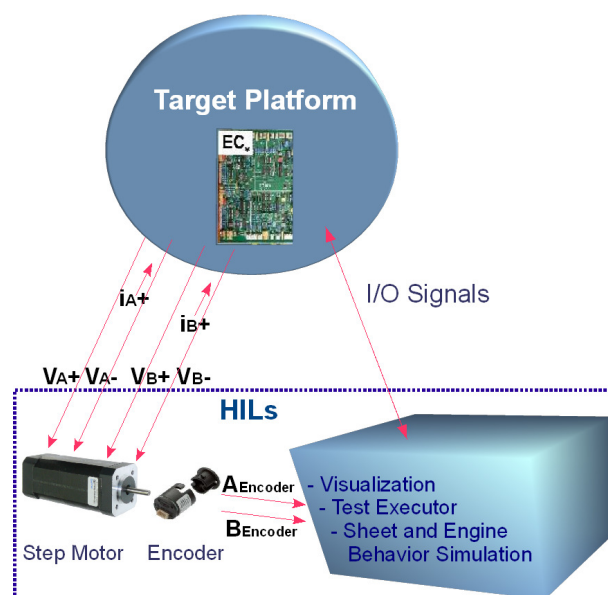 Target Platform
EC*
iA+
iB+
I/O Signals
VA+ VA- VB+ VB-
HILs
AEncoder
BEncoder
- Visualization
- Test Executor
- Sheet and Engine
Behavior Simulation
Step Motor
Encoder